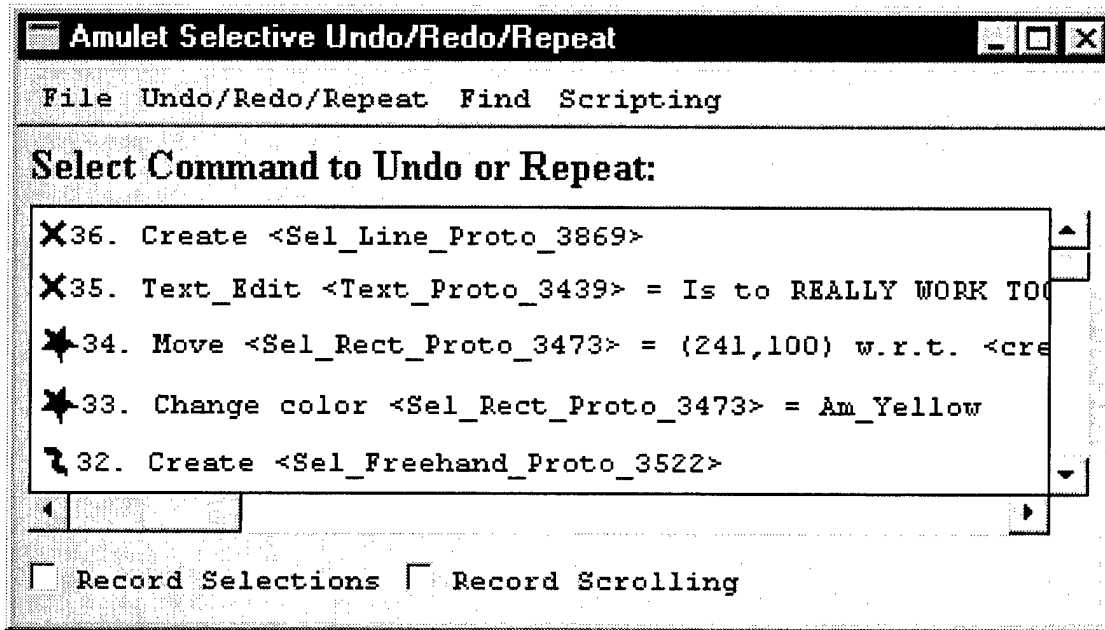 Amulet Selective Undo/Redo/Repeat
File Undo/Redo/Repeat Find Scripting
Select Command to Undo or Repeat:
36. Create <Sel_Line_Proto_3869>
35. Text_Edit <Text_Proto_3439> = Is to REALLY WORK TOO
34. Move <Sel_Rect_Proto_3473> = (241,100) w.r.t. <cre
33. Change color <Sel_Rect_Proto_3473> = Am_Yellow
32. Create <Sel_Freehand_Proto_3522>
Record Selections Record Scrolling